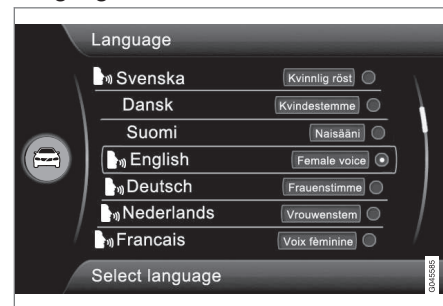 Language
Svenska Kvinnlig röst
Dansk Kvindestemme
Suomi Naisääni
English Female voice
Deutsch Frauenstimme
Nederlands Vrouwenstem
Francais Voix fèminine
Select language
G045585